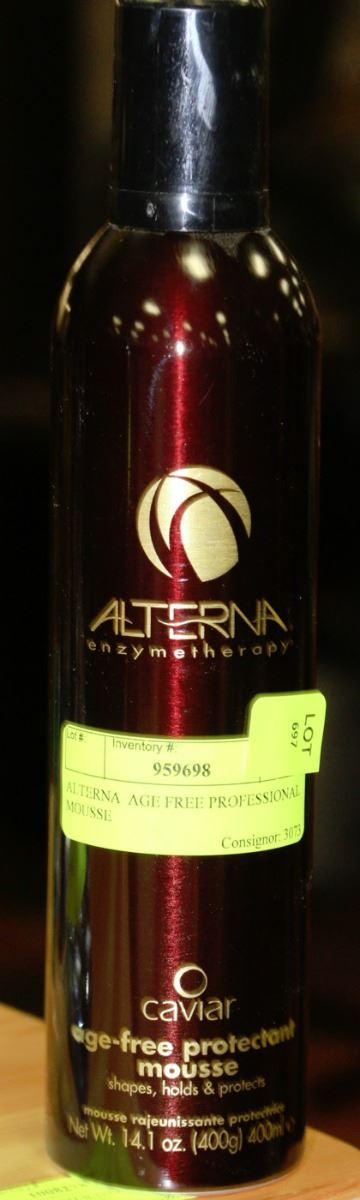 ALTERNA
enzymetherapy
Lot #:
Inventory #:
959698
LOT
697
ALTERNA AGE FREE PROFESSIONAL
MOUSSE
Consignor: 3073
caviar
age-free protectant
mousse
shapes, holds & protects
mousse rajeunissante protectrice
Net Wt. 14.1 oz. (400g) 400ml